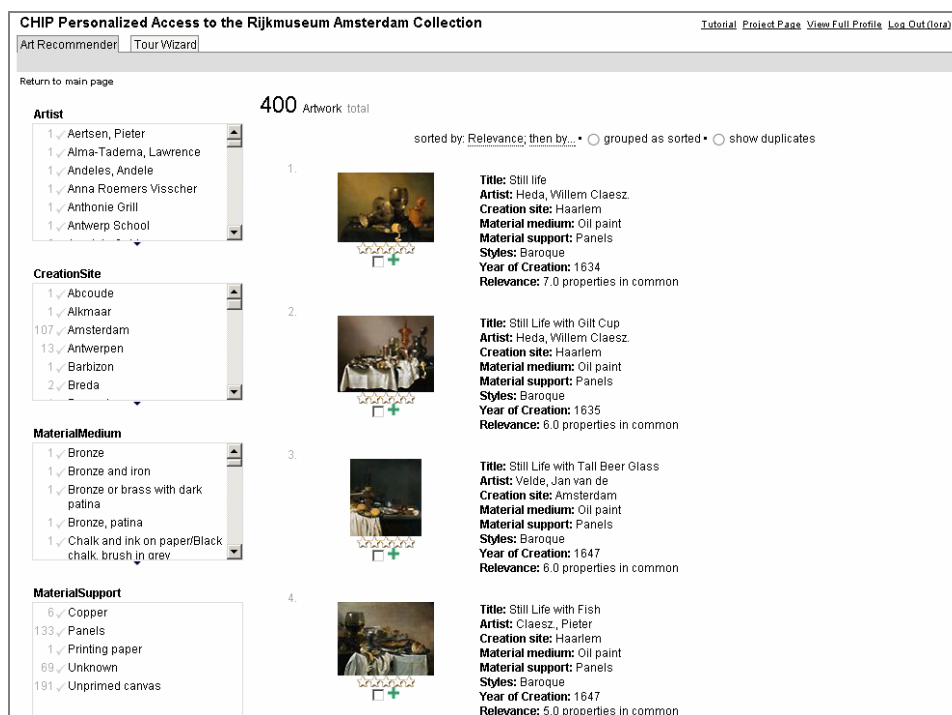 CHIP Personalized Access to the Rijkmuseum Amsterdam Collection
Tutorial Project Page View Full Profile Log Out (lora)
Art Recommender Tour Wizard
Return to main page
400 Artwork total
sorted by: Relevance; then by... • grouped as sorted • show duplicates
Artist
1 Aertsen, Pieter
1 Alma-Tadema, Lawrence
1 Andeles, Andele
1 Anna Roemers Visscher
1 Anthonie Grill
1 Antwerp School
CreationSite
1 Abcoude
1 Alkmaar
107 Amsterdam
13 Antwerpen
1 Barbizon
2 Breda
MaterialMedium
1 Bronze
1 Bronze and iron
1 Bronze or brass with dark
patina
1 Bronze, patina
1 Chalk and ink on paper/Black
chalk, brush in grey
MaterialSupport
6 Copper
133 Panels
1 Printing paper
69 Unknown
191 Unprimed canvas
1.
Title: Still life
Artist: Heda, Willem Claesz.
Creation site: Haarlem
Material medium: Oil paint
Material support: Panels
Styles: Baroque
Year of Creation: 1634
Relevance: 7.0 properties in common
2.
Title: Still Life with Gilt Cup
Artist: Heda, Willem Claesz.
Creation site: Haarlem
Material medium: Oil paint
Material support: Panels
Styles: Baroque
Year of Creation: 1635
Relevance: 6.0 properties in common
3.
Title: Still Life with Tall Beer Glass
Artist: Velde, Jan van de
Creation site: Amsterdam
Material medium: Oil paint
Material support: Panels
Styles: Baroque
Year of Creation: 1647
Relevance: 6.0 properties in common
4.
Title: Still Life with Fish
Artist: Claesz., Pieter
Creation site: Haarlem
Material medium: Oil paint
Material support: Panels
Styles: Baroque
Year of Creation: 1647
Relevance: 5.0 properties in common